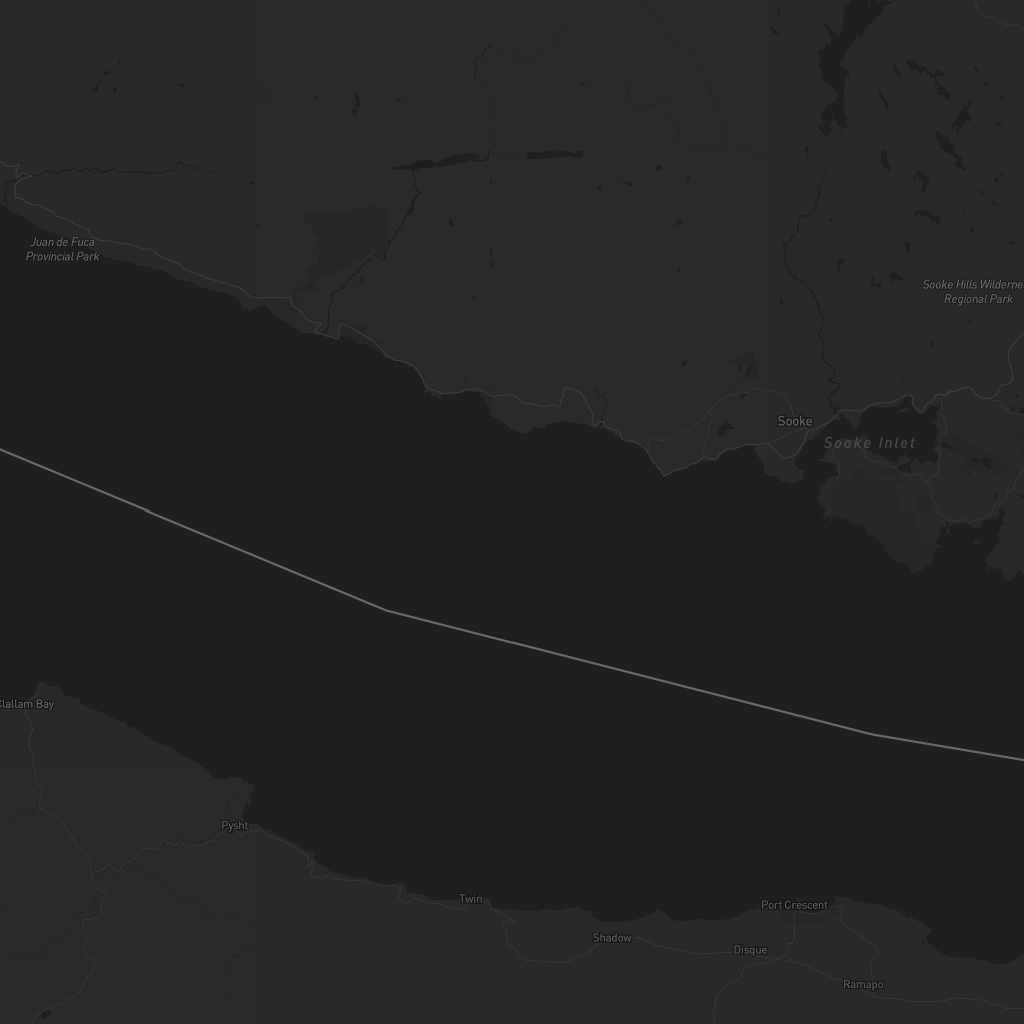 Juan de Fuca
Provincial Park
Sooke Hills Wilderne
Regional Park
Sooke
Sooke Inlet
Clallam Bay
Pysht
Twin
Port Crescent
Shadow
Disque
Ramapo